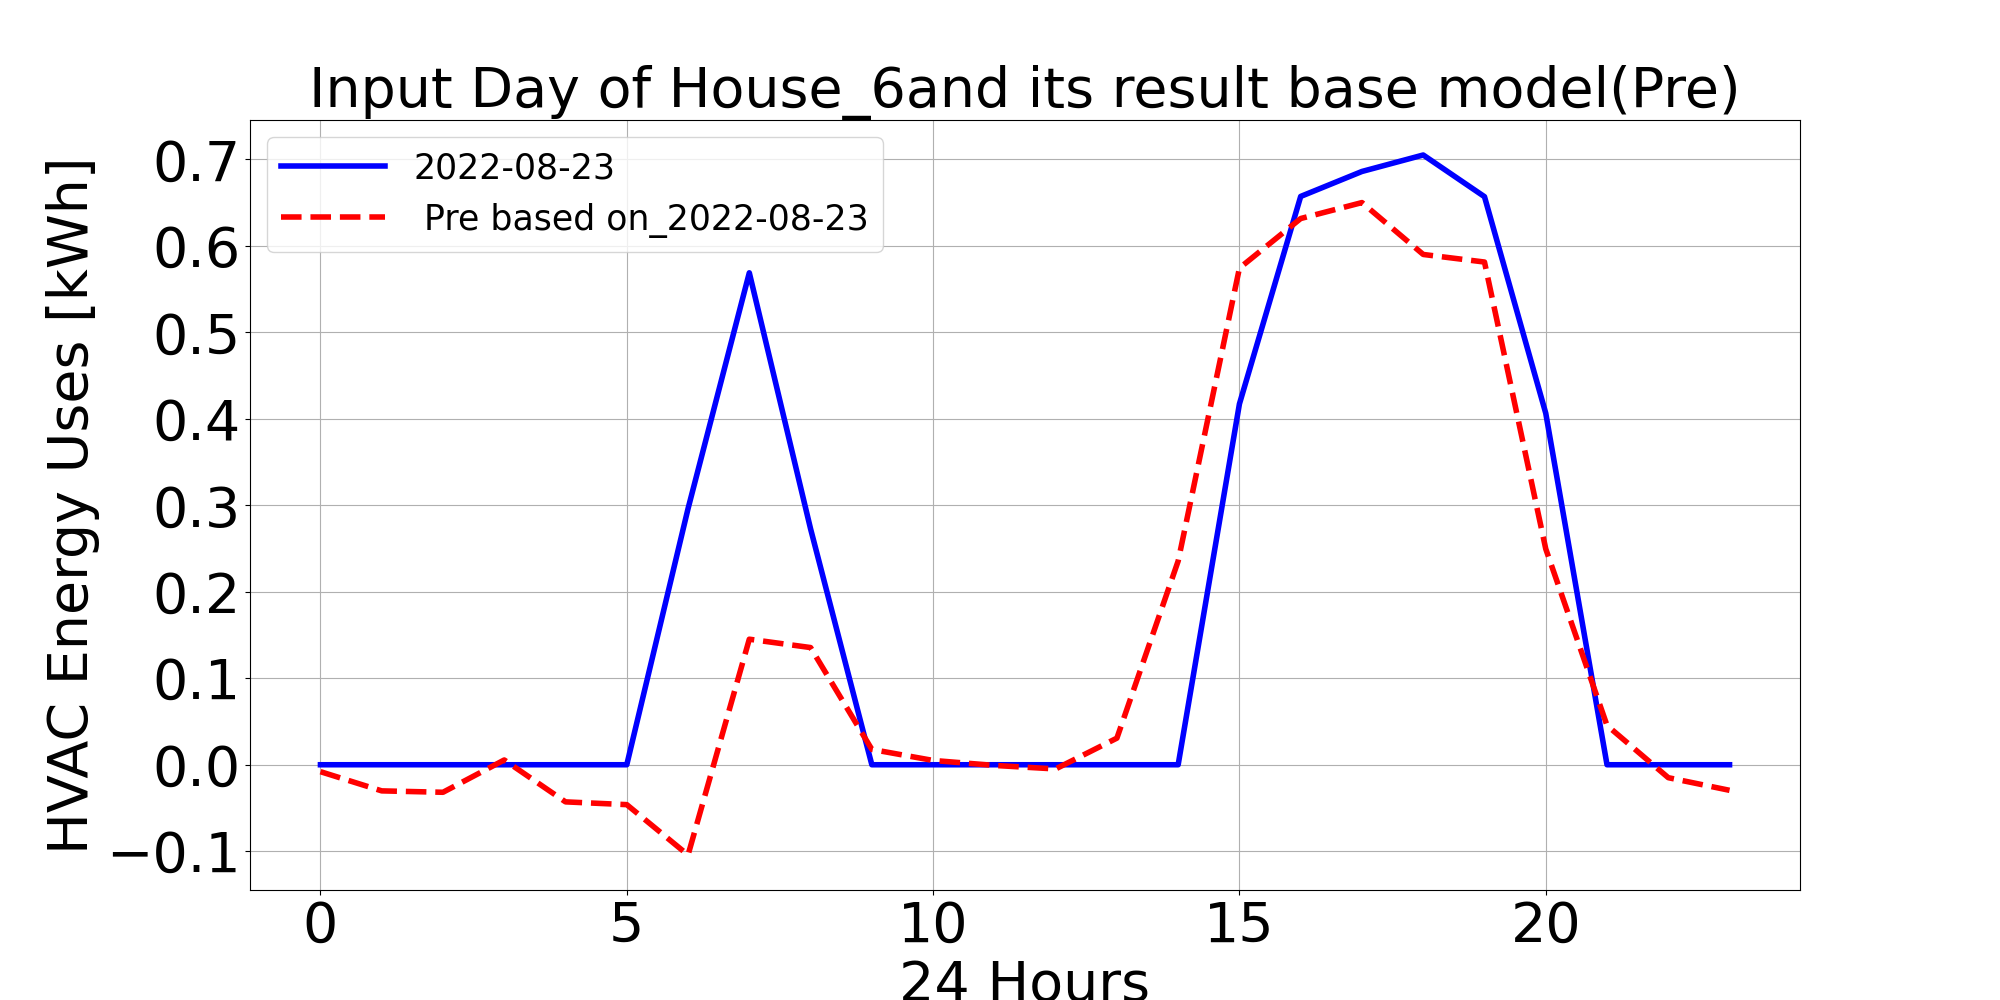 Input Day of House_6and its result base model(Pre)
HVAC Energy Uses [kWh]
0.7
0.6
0.5
0.4
0.3
0.2
0.1
0.0
−0.1
2022-08-23
Pre based on_2022-08-23
0 5 10 15 20
24 Hours